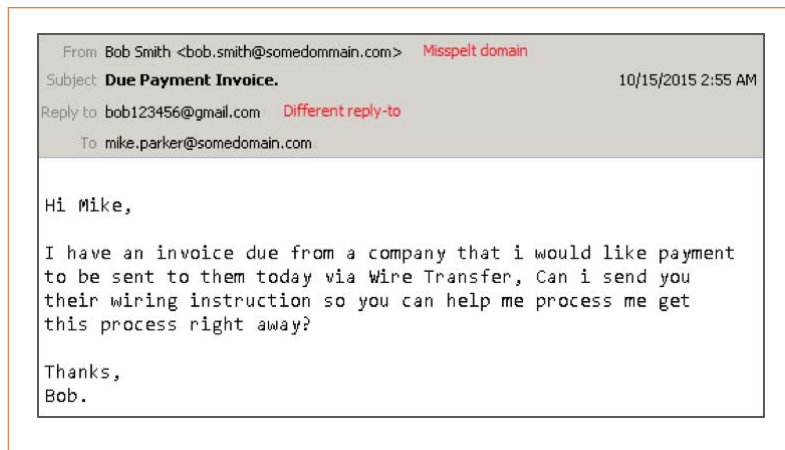 From Bob Smith <bob.smith@somedommain.com> Misspelt domain
Subject Due Payment Invoice. 10/15/2015 2:55 AM
Reply to bob123456@gmail.com Different reply-to
To mike.parker@somedomain.com
Hi Mike,
I have an invoice due from a company that i would like payment
to be sent to them today via Wire Transfer, Can i send you
their wiring instruction so you can help me process me get
this process right away?
Thanks,
Bob.